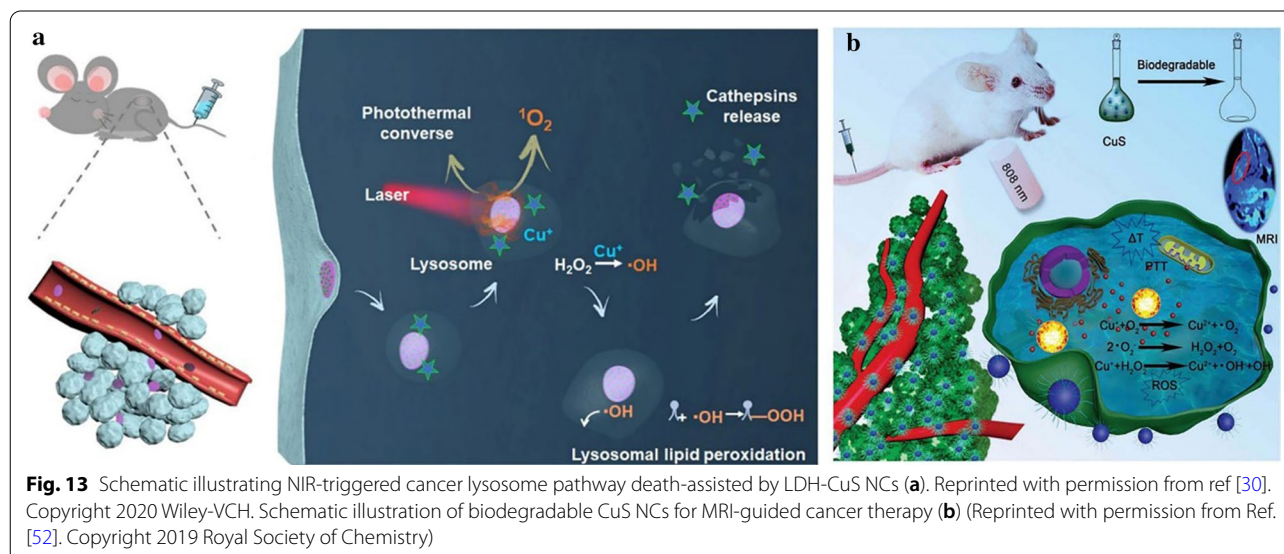 a
Photothermal
converse
¹O₂
Cathepsins
release
Laser
Cu⁺
Lysosome
Cu⁺
H₂O₂ → ·OH
·OH
+ ·OH → —OOH
Lysosomal lipid peroxidation
b
Biodegradable
CuS
808 nm
MRI
ΔT
PTT
Cu⁺+O₂ → Cu²⁺+·O₂
2·O₂ → H₂O₂+O₂
Cu⁺+H₂O₂ → Cu²⁺+·OH+OH
ROS
Fig. 13 Schematic illustrating NIR-triggered cancer lysosome pathway death-assisted by LDH-CuS NCs (a). Reprinted with permission from ref [30].
Copyright 2020 Wiley-VCH. Schematic illustration of biodegradable CuS NCs for MRI-guided cancer therapy (b) (Reprinted with permission from Ref.
[52]. Copyright 2019 Royal Society of Chemistry)